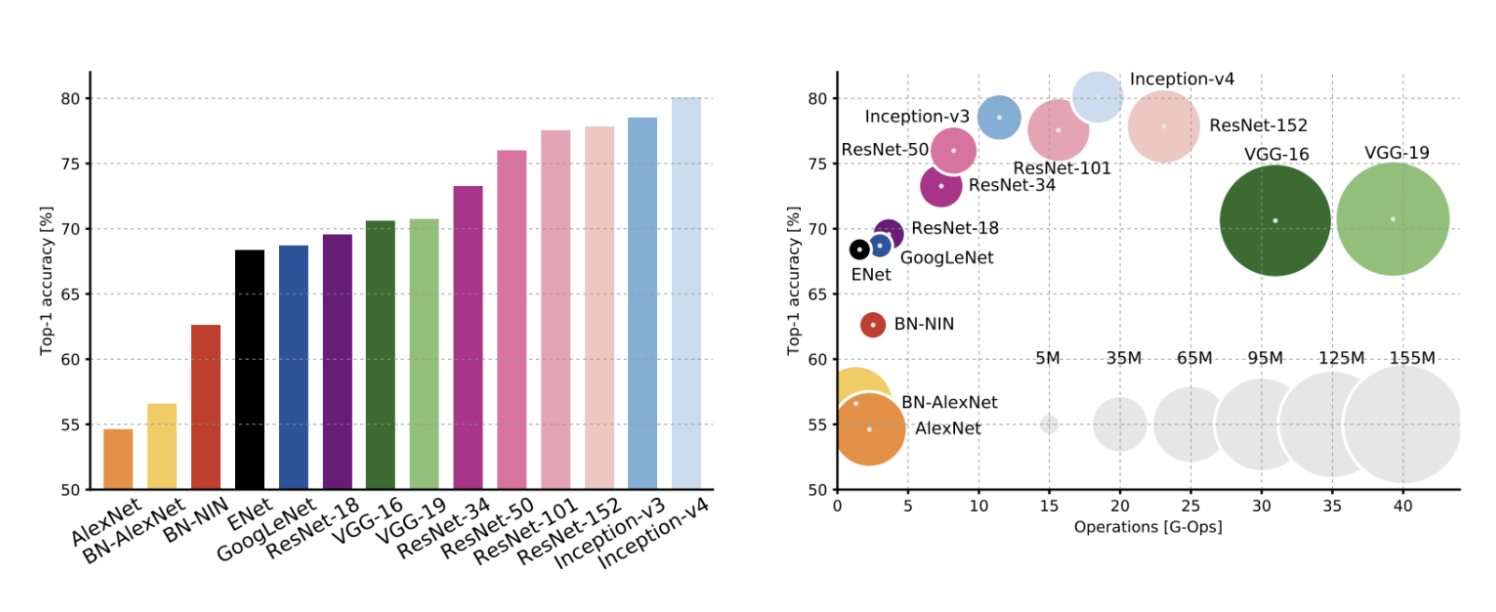 80
75
70
65
60
55
50
Top-1 accuracy [%]
AlexNet
BN-AlexNet
BN-NIN
ENet
GoogLeNet
ResNet-18
VGG-16
VGG-19
ResNet-34
ResNet-50
ResNet-101
ResNet-152
Inception-v3
Inception-v4
80
75
70
65
60
55
50
Top-1 accuracy [%]
Inception-v4
Inception-v3
ResNet-152
ResNet-50
VGG-16
VGG-19
ResNet-101
ResNet-34
ResNet-18
GoogLeNet
ENet
BN-NIN
5M 35M 65M 95M 125M 155M
BN-AlexNet
AlexNet
0 5 10 15 20 25 30 35 40
Operations [G-Ops]